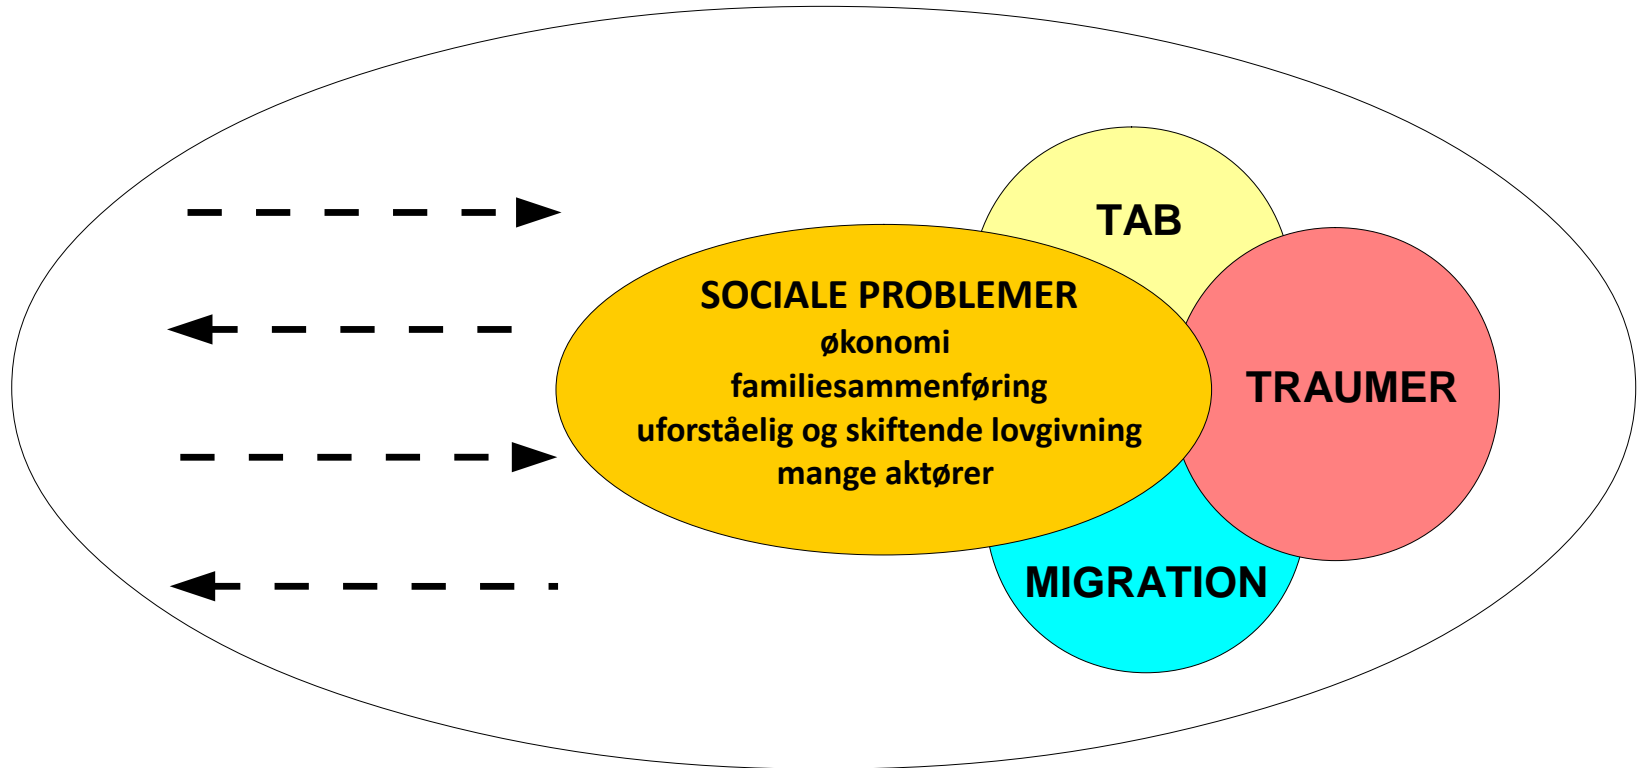 TAB
SOCIALE PROBLEMER
økonomi
familiesammenføring
uforståelig og skiftende lovgivning
mange aktører
TRAUMER
MIGRATION